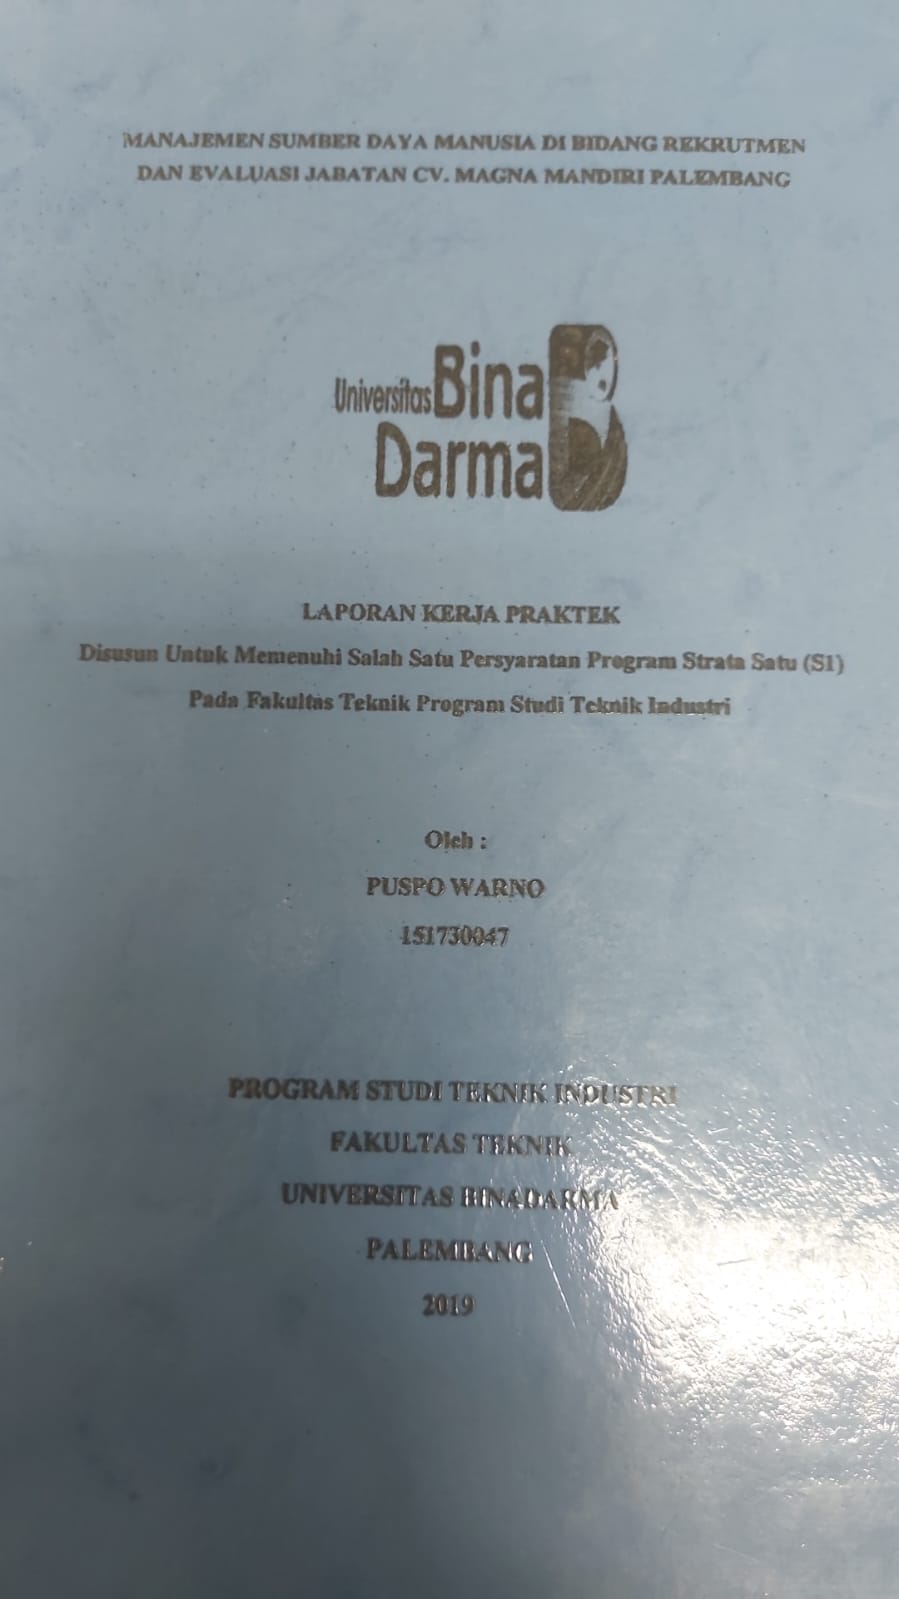 MANAJEMEN SUMBER DAYA MANUSIA DI BIDANG REKRUTMEN
DAN EVALUASI JABATAN CV. MAGNA MANDIRI PALEMBANG
Universitas Bina
Darma
LAPORAN KERJA PRAKTEK
Disusun Untuk Memenuhi Salah Satu Persyaratan Program Strata Satu (S1)
Pada Fakultas Teknik Program Studi Teknik Industri
Oleh :
PUSPO WARNO
151730047
PROGRAM STUDI TEKNIK INDUSTRI
FAKULTAS TEKNIK
UNIVERSITAS BINADARMA
PALEMBANG
2019